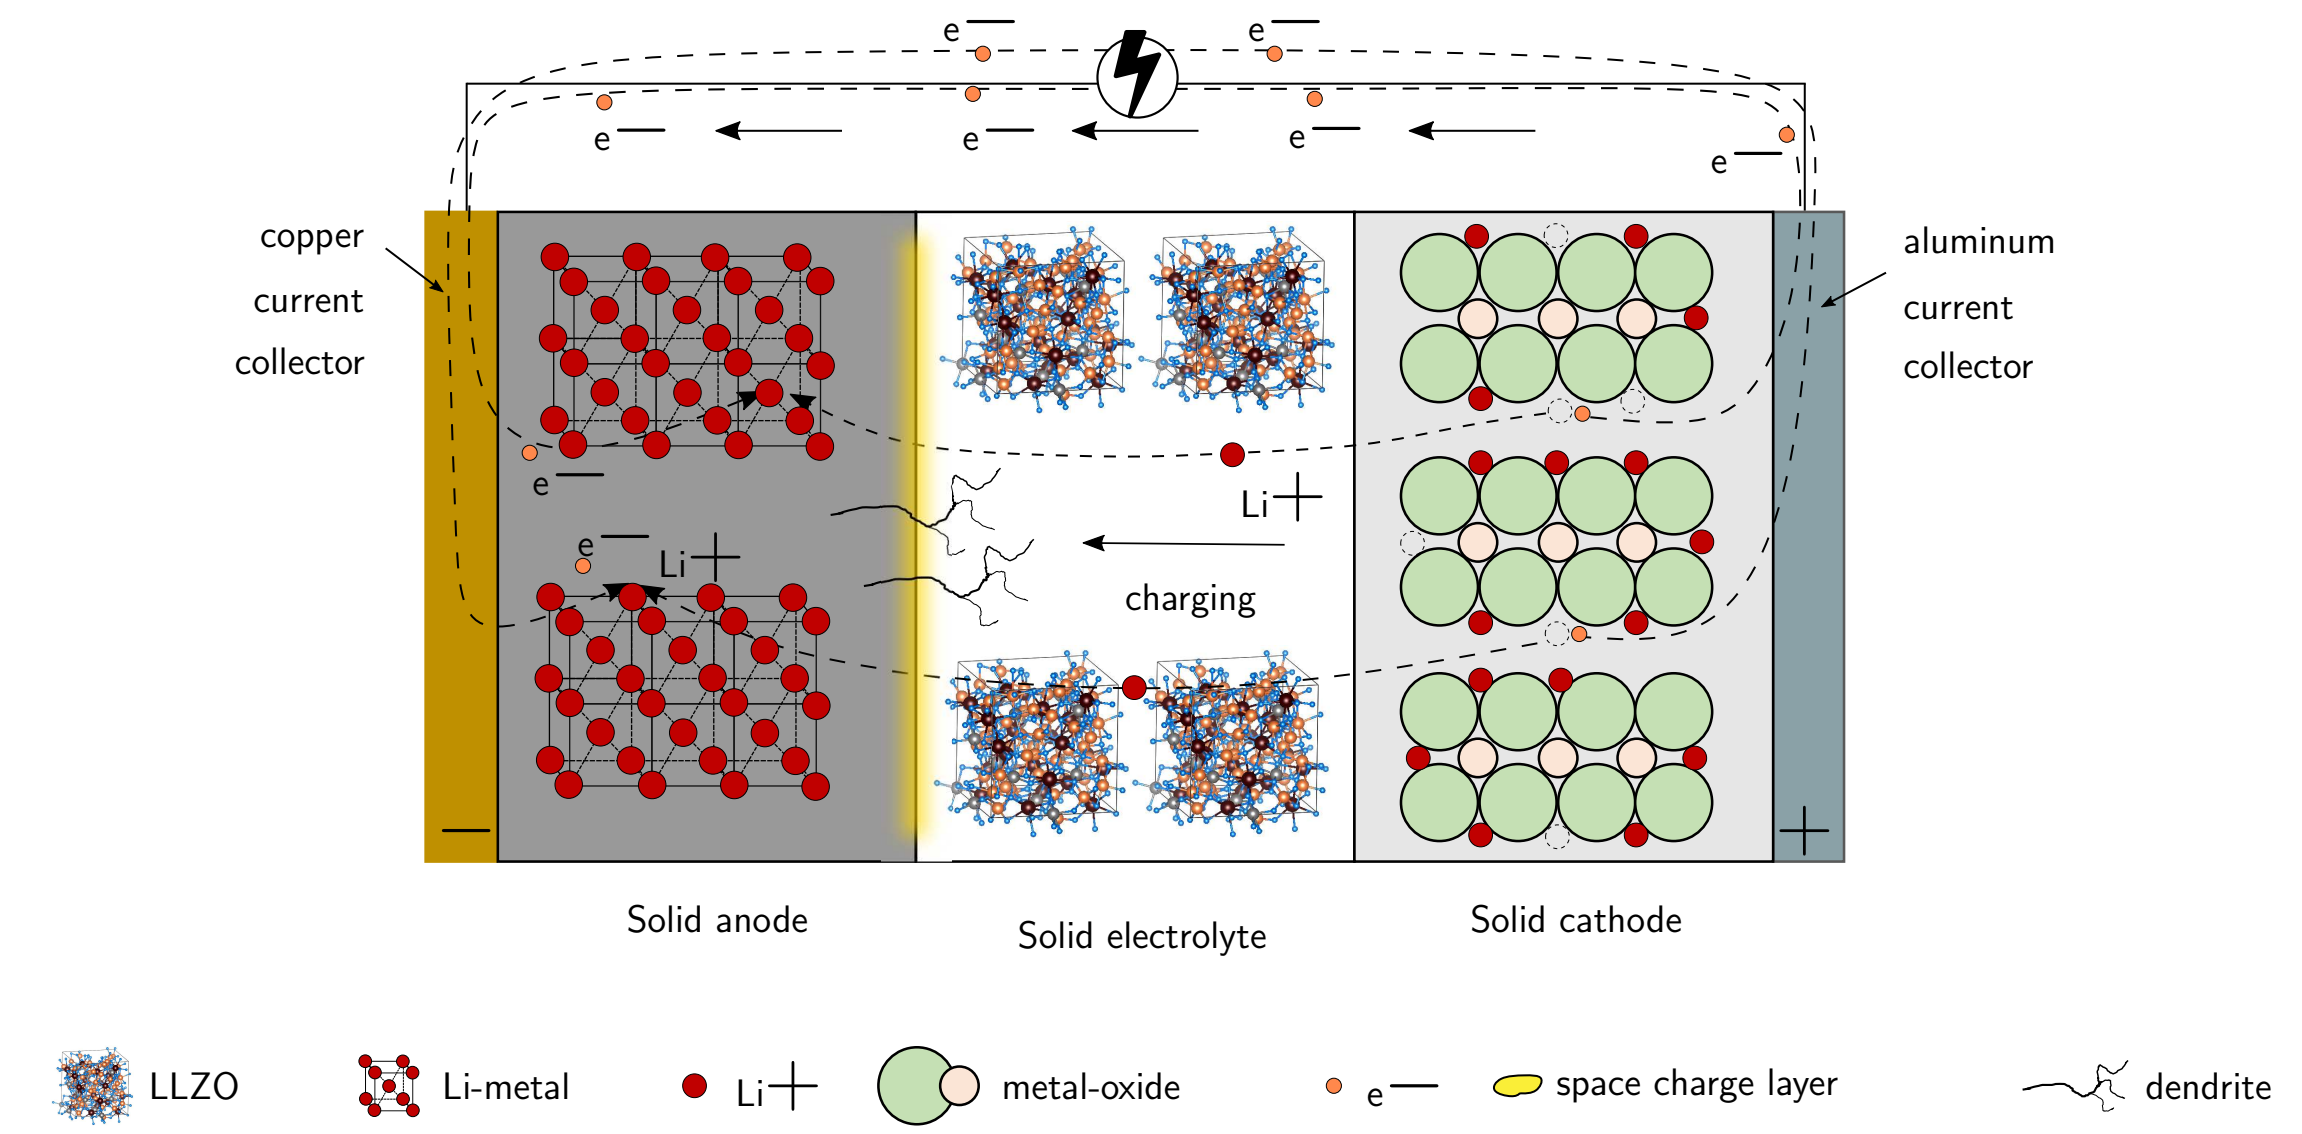 e—
e—
e—
e—
e—
e—
copper
current
collector
aluminum
current
collector
e—
Li+
e—
Li+
charging
—
+
Solid anode
Solid electrolyte
Solid cathode
LLZO
Li-metal
Li+
metal-oxide
e—
space charge layer
dendrite